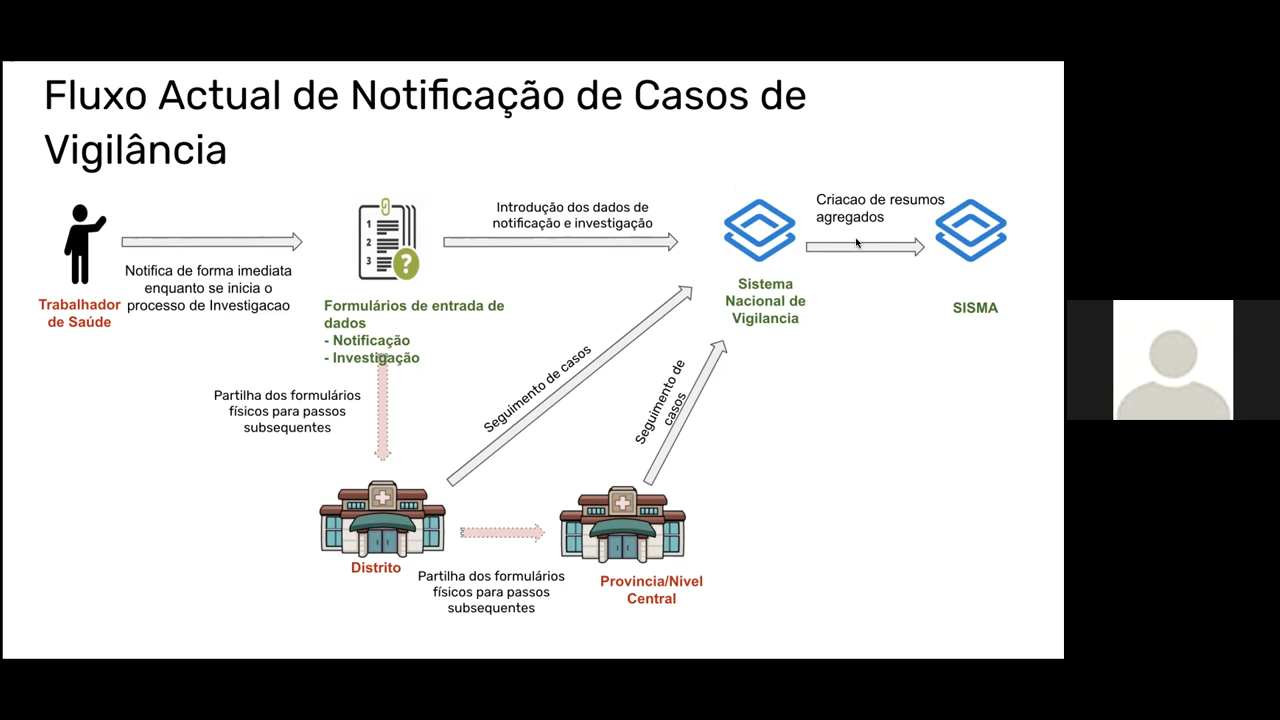 Fluxo Actual de Notificação de Casos de
Vigilância
Notifica de forma imediata
enquanto se inicia o
processo de Investigacao
Trabalhador
de Saúde
1
2
3
?
Formulários de entrada de
dados
- Notificação
- Investigação
Introdução dos dados de
notificação e investigação
Sistema
Nacional de
Vigilancia
Criacao de resumos
agregados
SISMA
Partilha dos formulários
físicos para passos
subsequentes
Seguimento de casos
Seguimento de
casos
Distrito
Partilha dos formulários
físicos para passos
subsequentes
Provincia/Nivel
Central